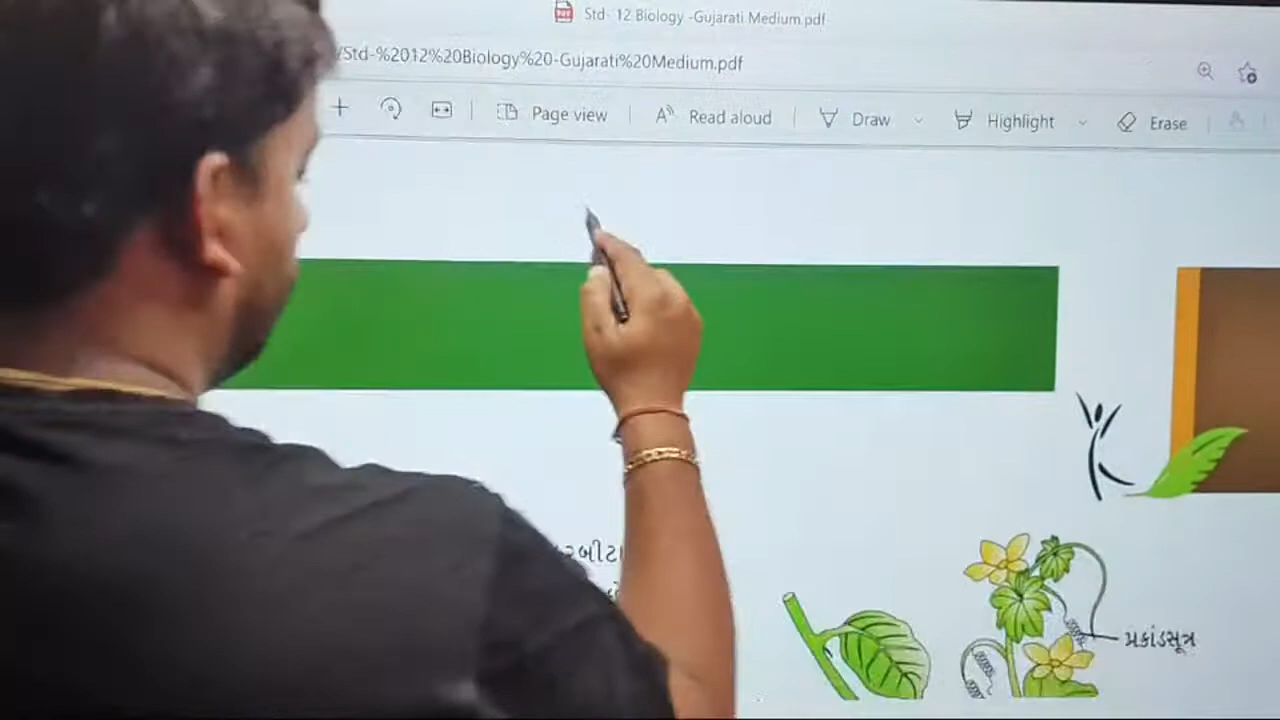 Std- 12 Biology -Gujarati Medium.pdf
/Std-%2012%20Biology%20-Gujarati%20Medium.pdf
Page view
Read aloud
Draw
Highlight
Erase
પ્રકાંડસૂત્ર